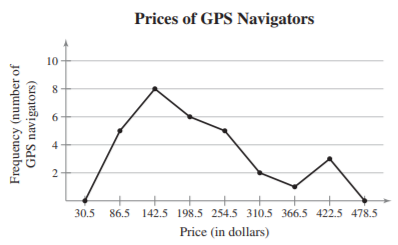 Prices of GPS Navigators
Frequency (number of
GPS navigators)
10
8
6
4
2
30.5 86.5 142.5 198.5 254.5 310.5 366.5 422.5 478.5
Price (in dollars)